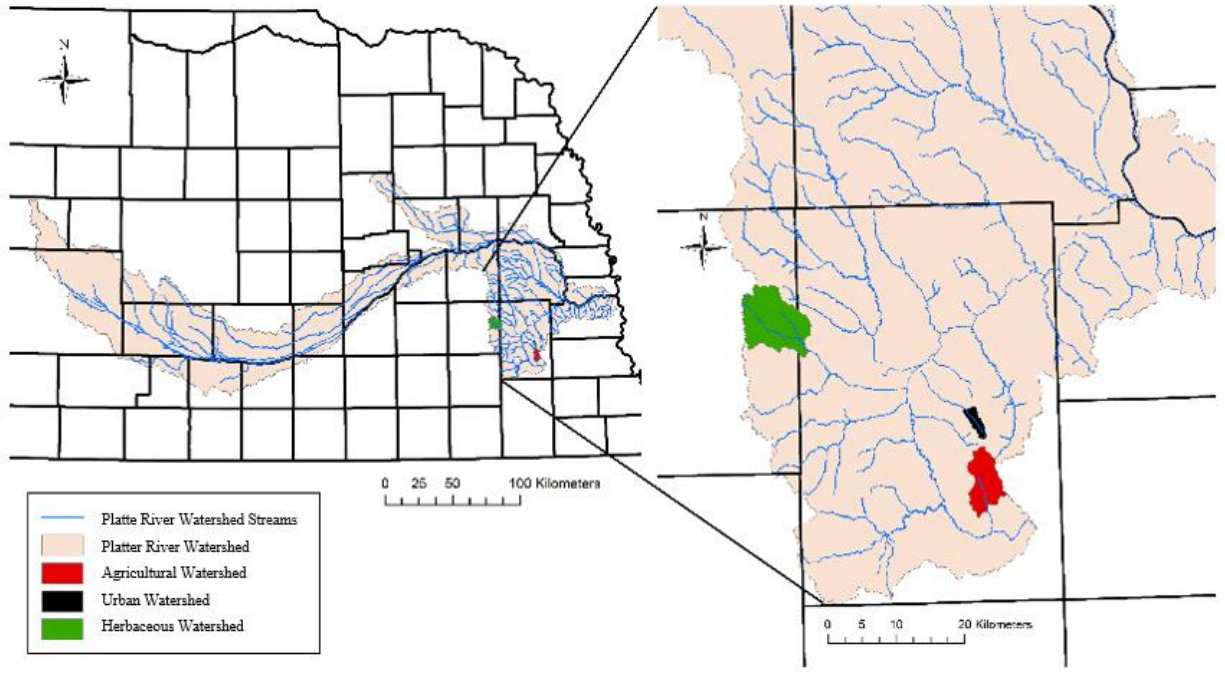 N
N
0 25 50 100 Kilometers
Platte River Watershed Streams
Platter River Watershed
Agricultural Watershed
Urban Watershed
Herbaceous Watershed
0 5 10 20 Kilometers